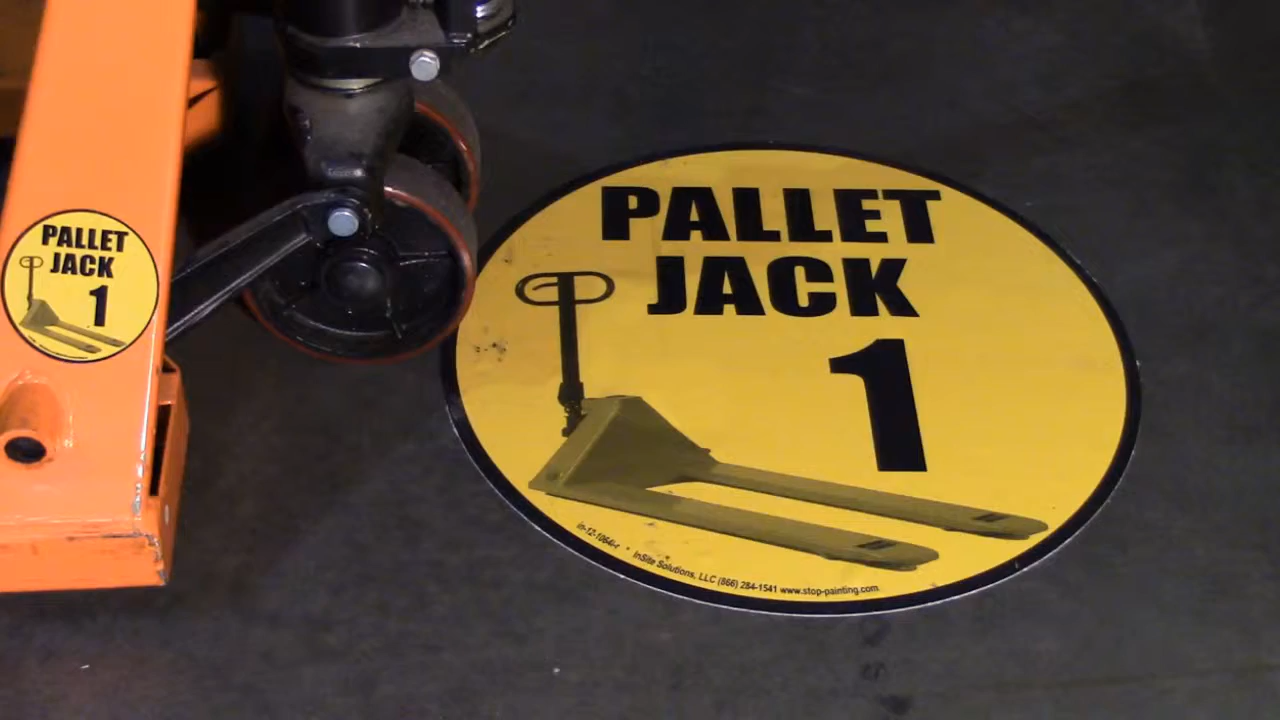 PALLET
JACK
1
PALLET
JACK
1
InSite Solutions, LLC (866) 284-1541 www.stop-painting.com